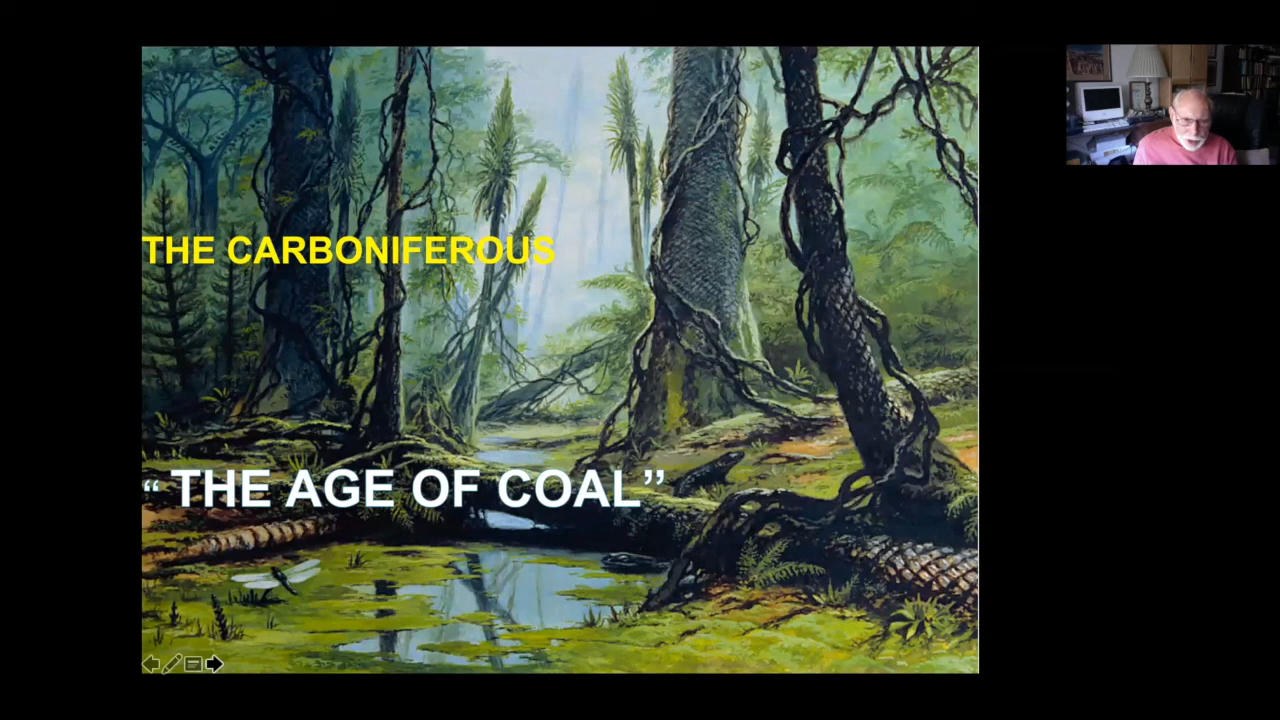 THE CARBONIFEROUS
“ THE AGE OF COAL”